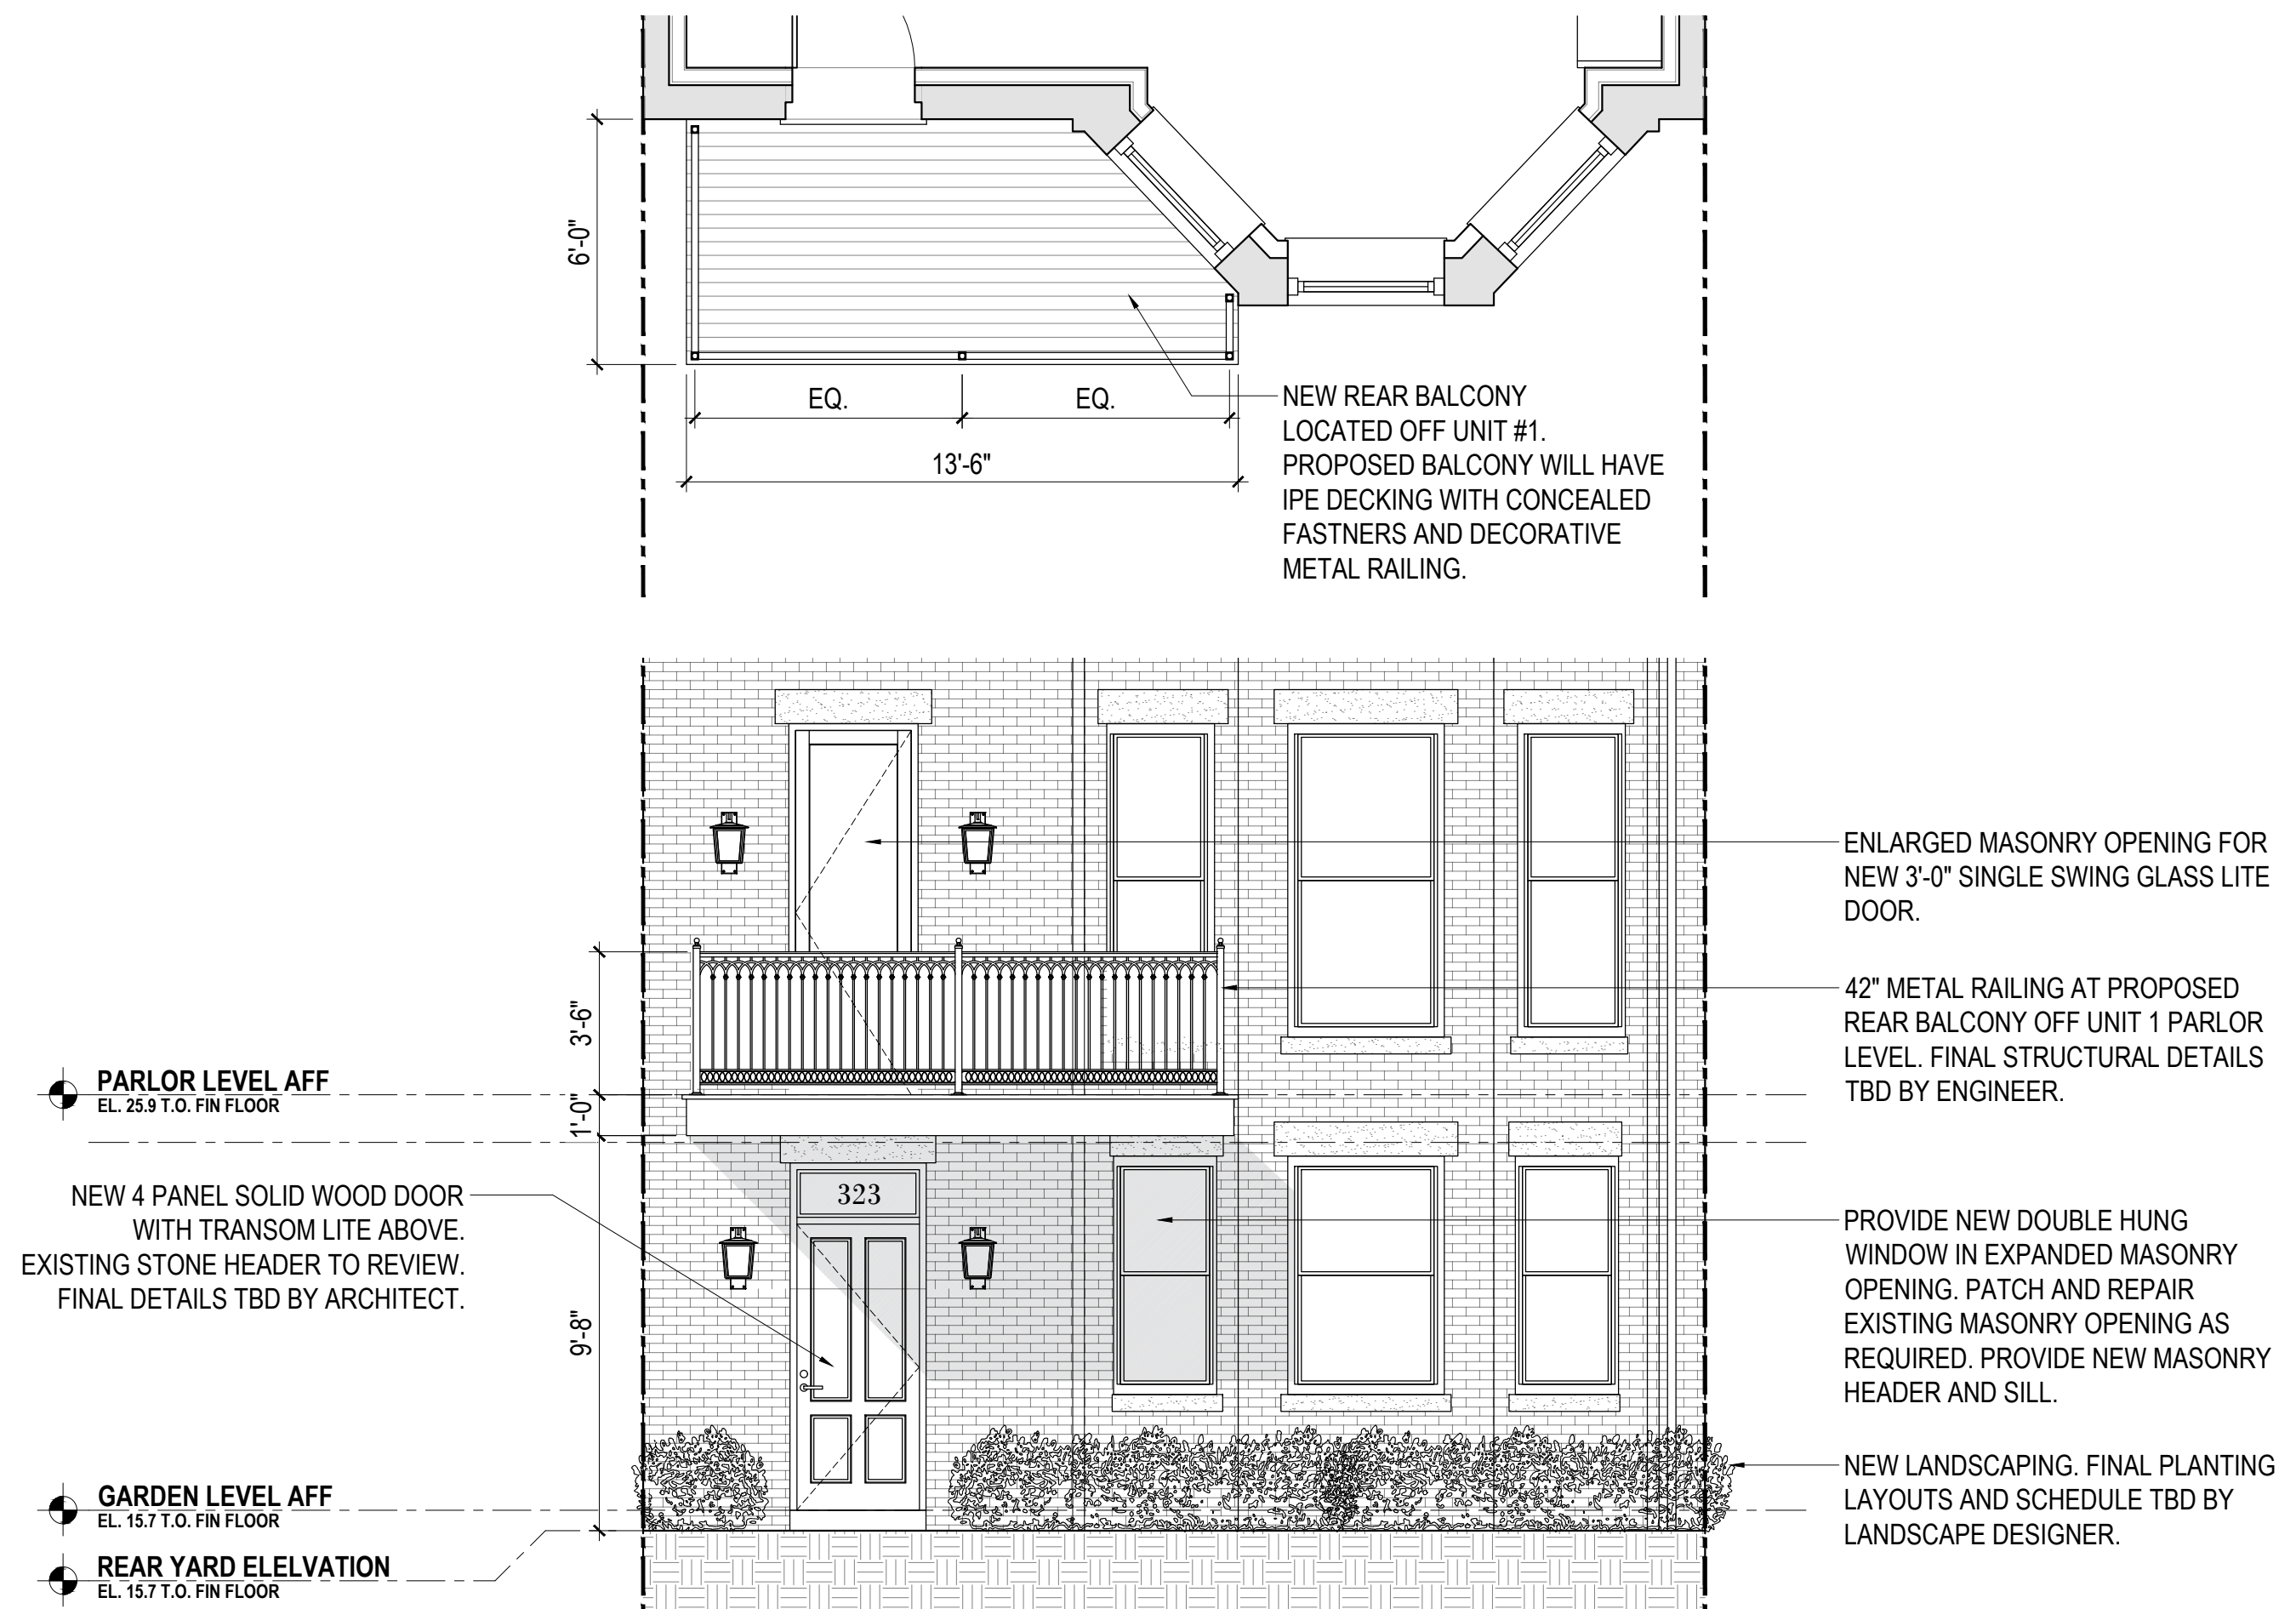 6'-0"
EQ.
EQ.
13'-6"
NEW REAR BALCONY
LOCATED OFF UNIT #1.
PROPOSED BALCONY WILL HAVE
IPE DECKING WITH CONCEALED
FASTNERS AND DECORATIVE
METAL RAILING.
ENLARGED MASONRY OPENING FOR
NEW 3'-0" SINGLE SWING GLASS LITE
DOOR.
42" METAL RAILING AT PROPOSED
REAR BALCONY OFF UNIT 1 PARLOR
LEVEL. FINAL STRUCTURAL DETAILS
TBD BY ENGINEER.
3'-6"
PARLOR LEVEL AFF
EL. 25.9 T.O. FIN FLOOR
1'-0"
NEW 4 PANEL SOLID WOOD DOOR
WITH TRANSOM LITE ABOVE.
EXISTING STONE HEADER TO REVIEW.
FINAL DETAILS TBD BY ARCHITECT.
323
9'-8"
PROVIDE NEW DOUBLE HUNG
WINDOW IN EXPANDED MASONRY
OPENING. PATCH AND REPAIR
EXISTING MASONRY OPENING AS
REQUIRED. PROVIDE NEW MASONRY
HEADER AND SILL.
NEW LANDSCAPING. FINAL PLANTING
LAYOUTS AND SCHEDULE TBD BY
LANDSCAPE DESIGNER.
GARDEN LEVEL AFF
EL. 15.7 T.O. FIN FLOOR
REAR YARD ELELVATION
EL. 15.7 T.O. FIN FLOOR